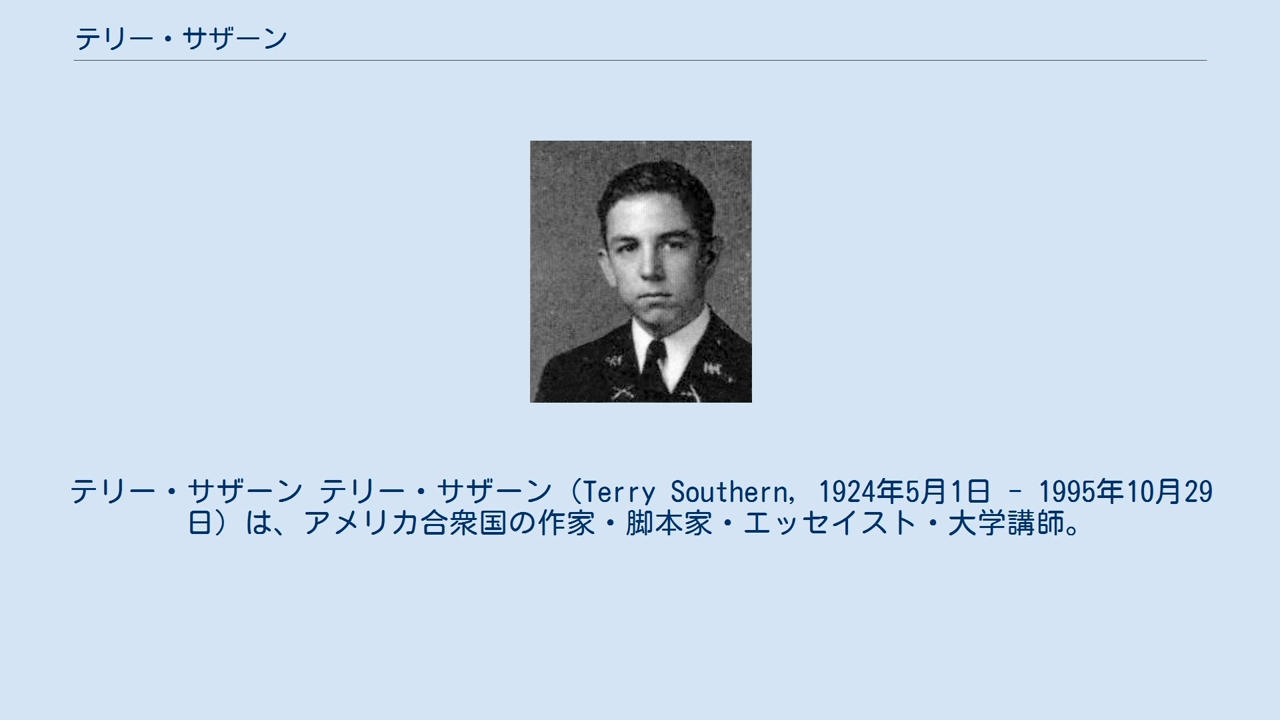 テリー・サザーン
テリー・サザーン テリー・サザーン（Terry Southern, 1924年5月1日 - 1995年10月29
日）は、アメリカ合衆国の作家・脚本家・エッセイスト・大学講師。